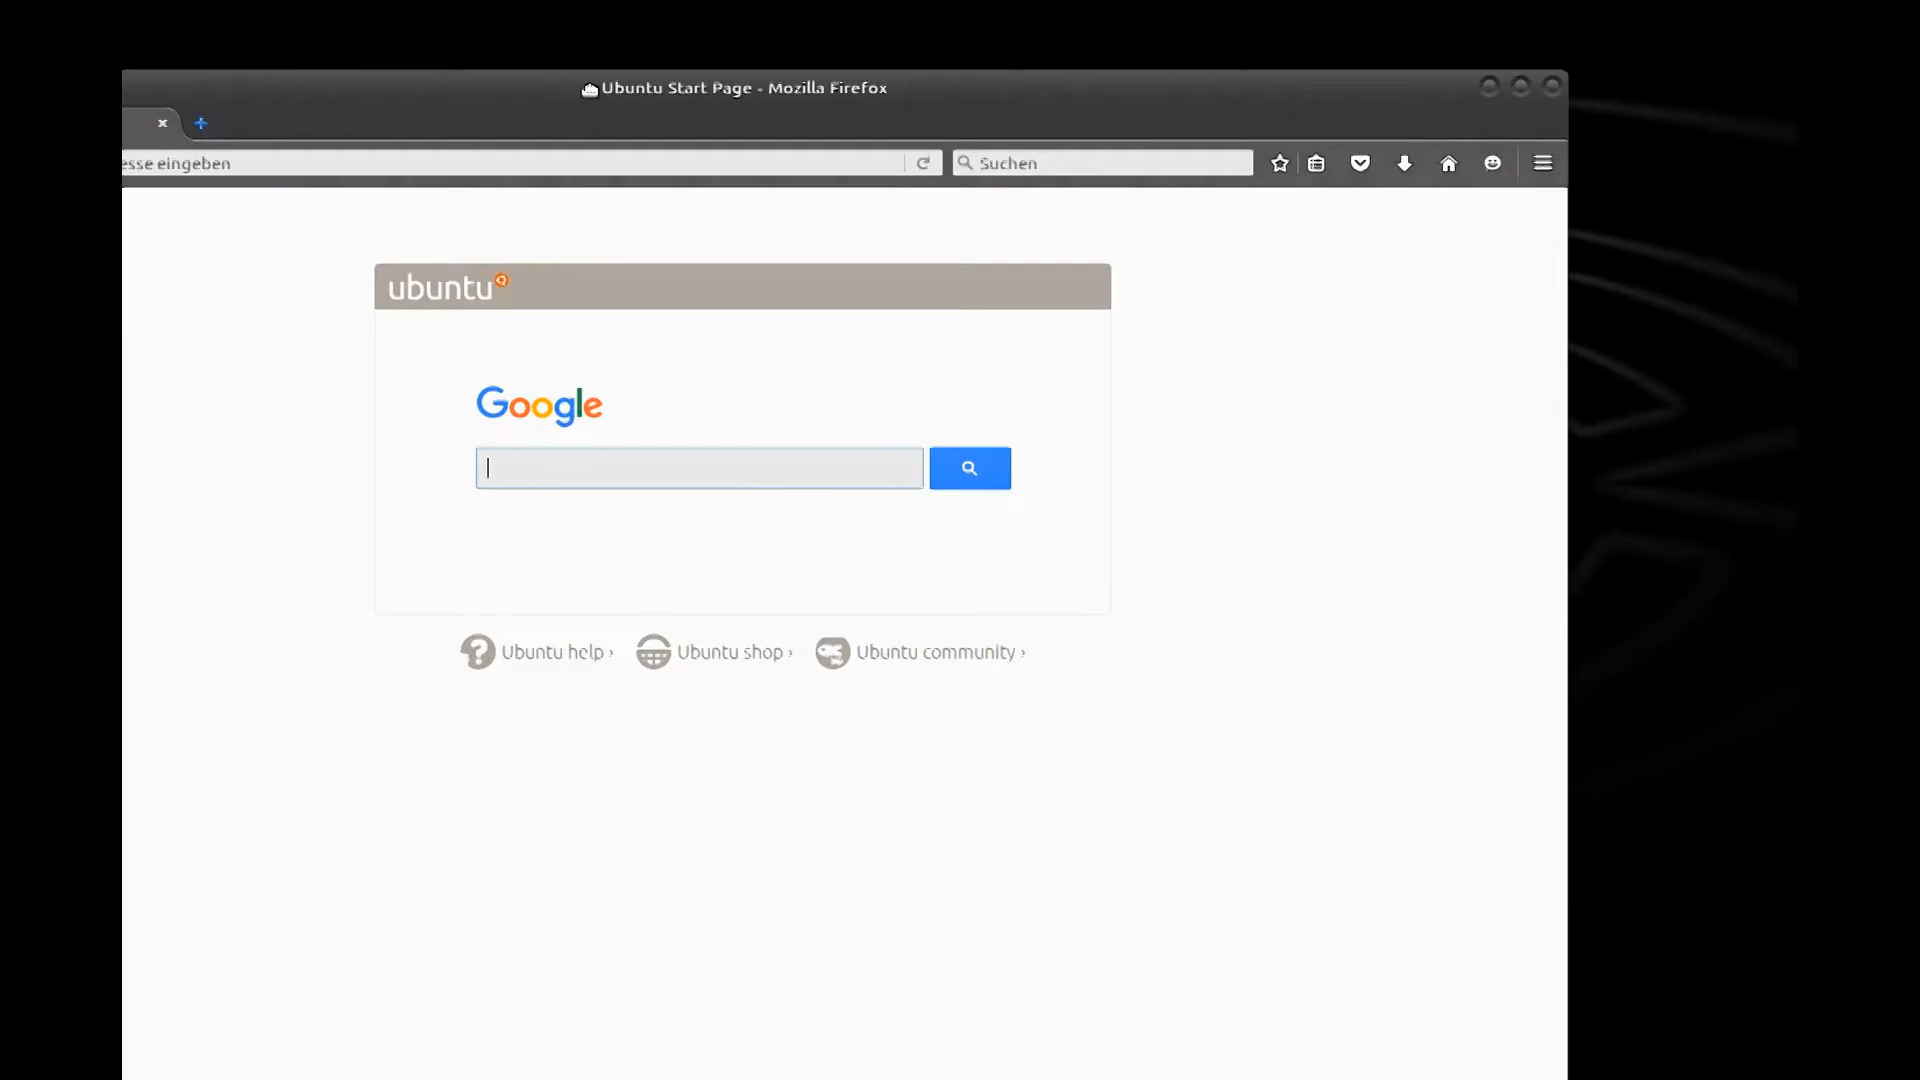 Ubuntu Start Page - Mozilla Firefox
esse eingeben
Suchen
ubuntu
Google
Ubuntu help ›
Ubuntu shop ›
Ubuntu community ›